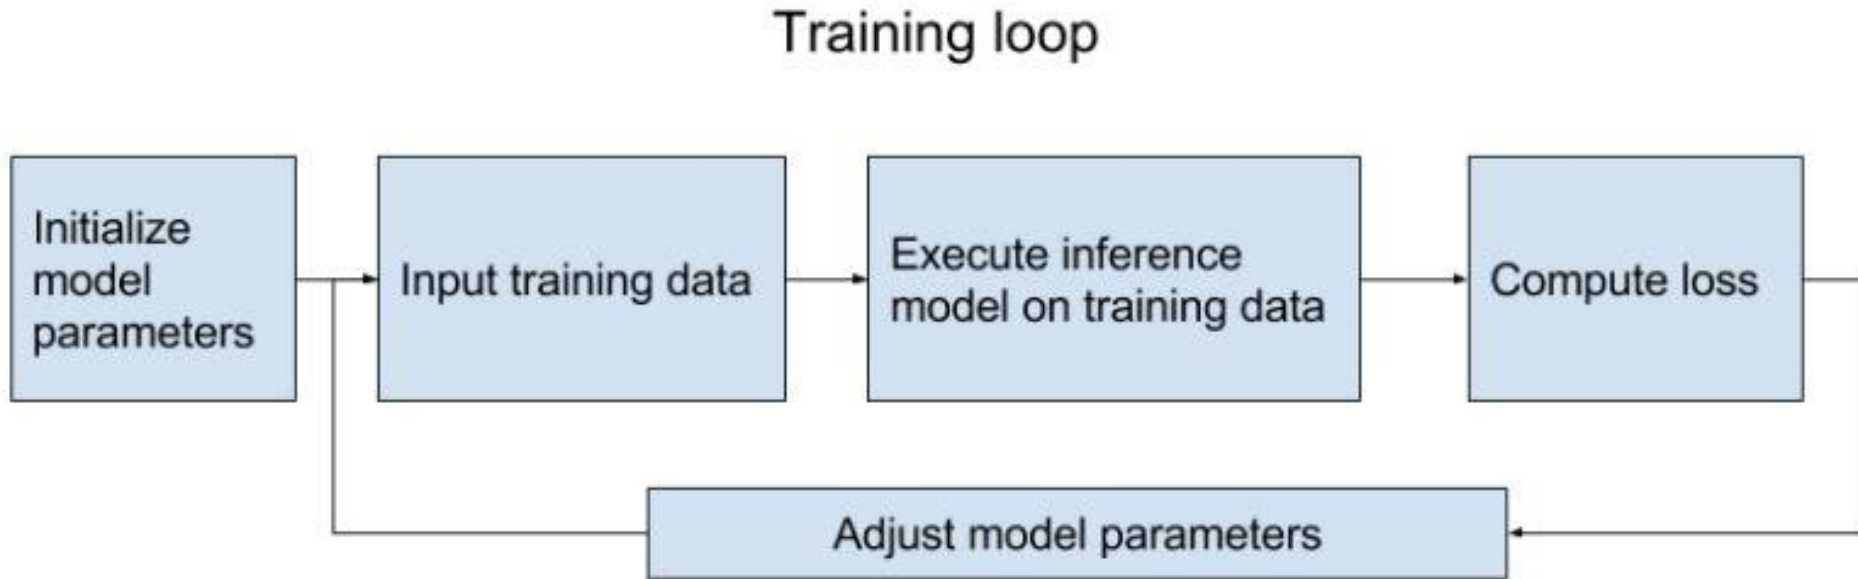 Training loop
Initialize
model
parameters
Input training data
Execute inference
model on training data
Compute loss
Adjust model parameters